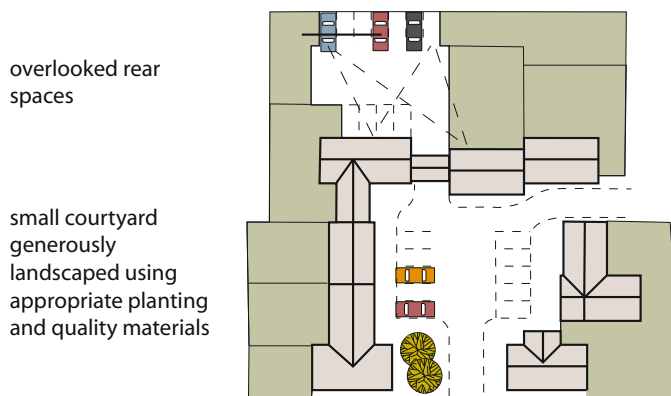 overlooked rear
spaces
small courtyard
generously
landscaped using
appropriate planting
and quality materials